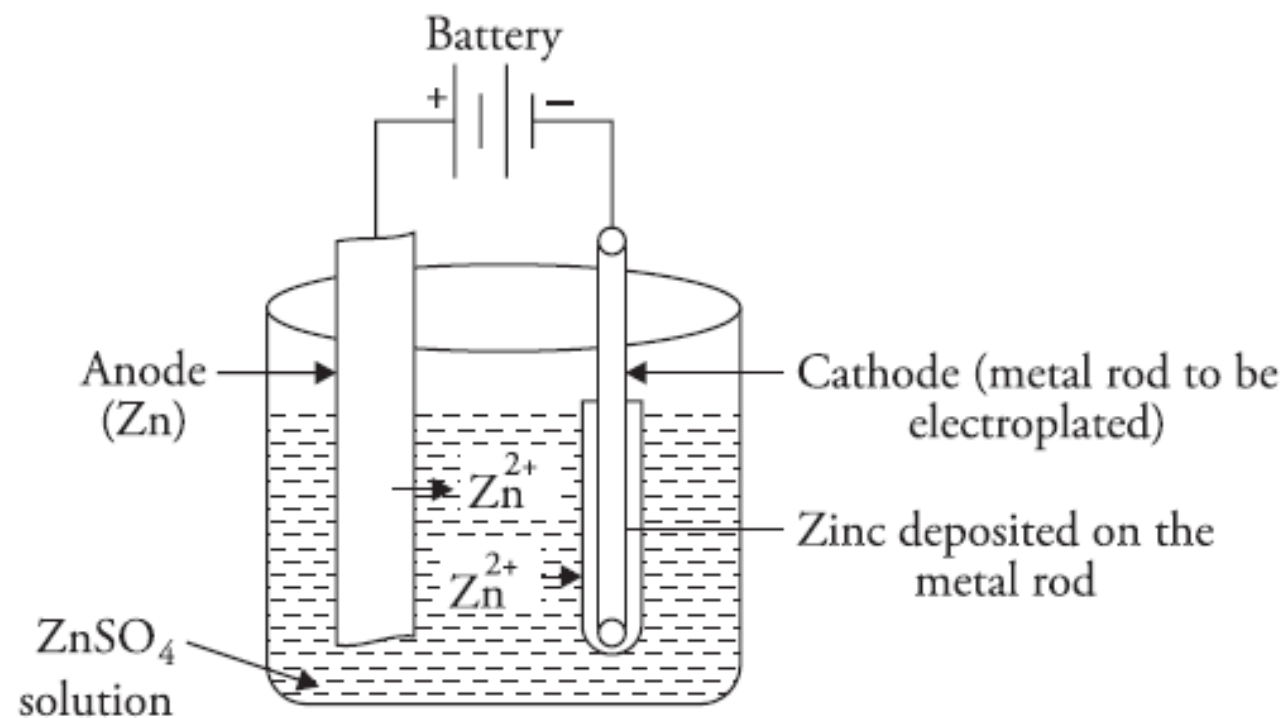 Battery
+ −
Anode
(Zn)
Cathode (metal rod to be
electroplated)
Zn²⁺
Zinc deposited on the
metal rod
Zn²⁺
ZnSO₄
solution